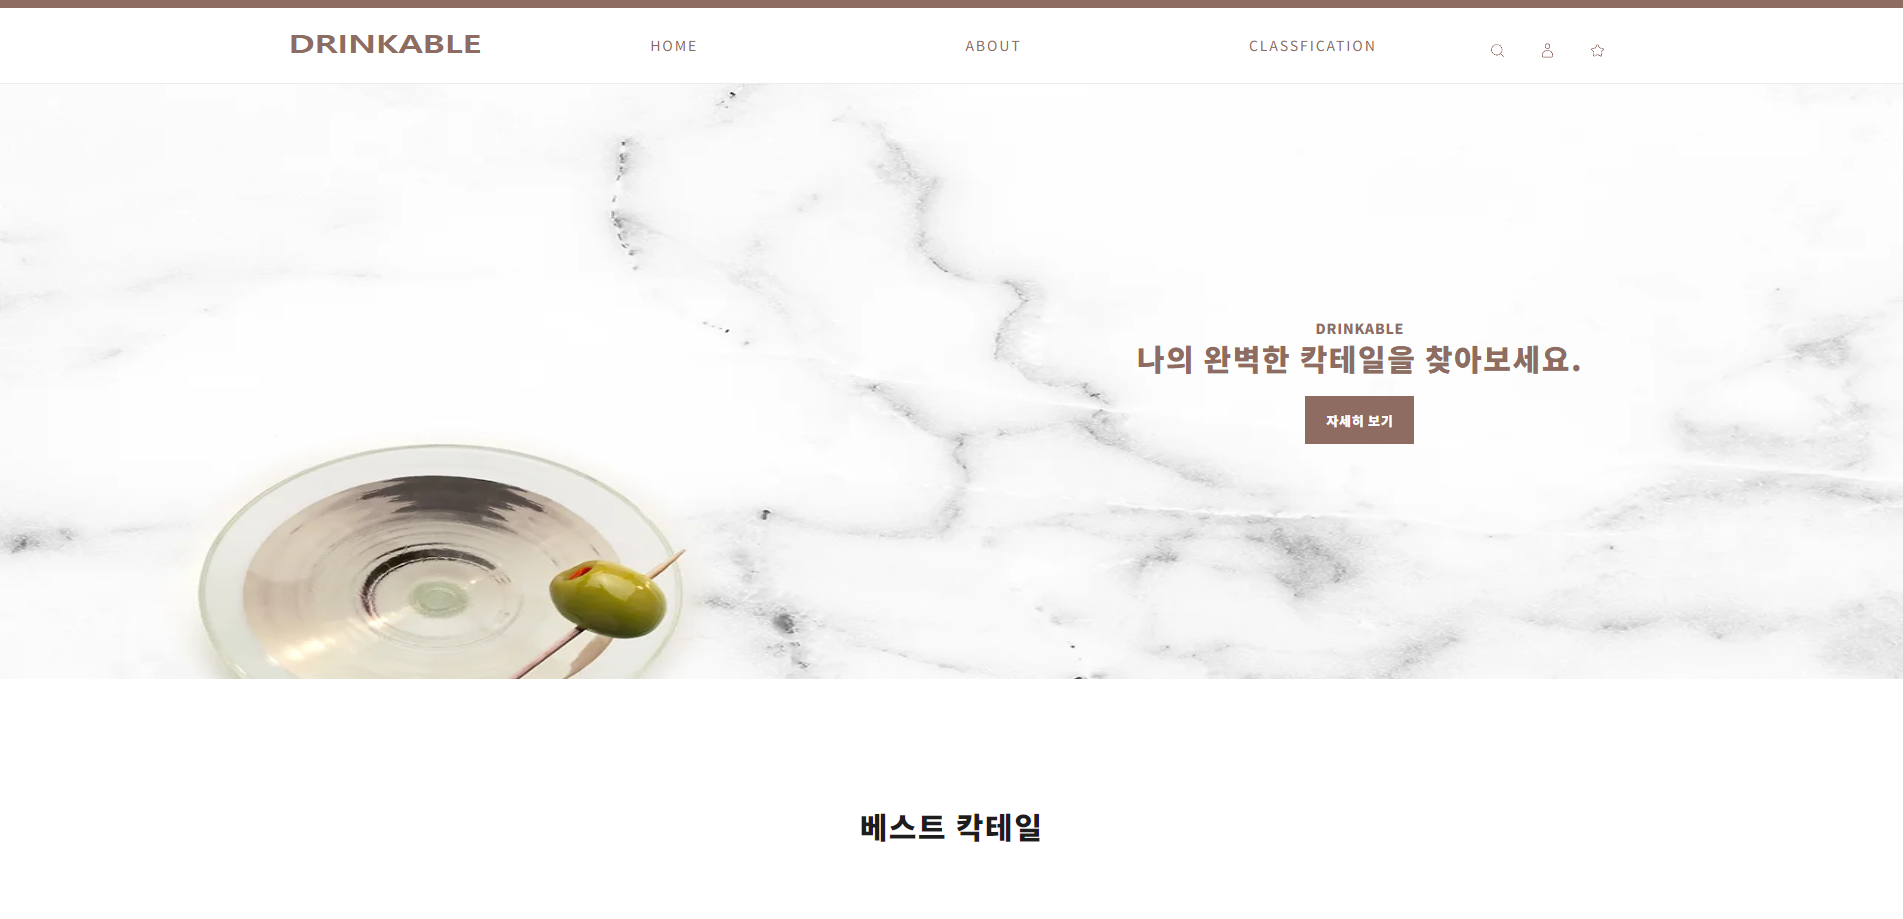 DRINKABLE
HOME
ABOUT
CLASSFICATION
DRINKABLE
나의 완벽한 칵테일을 찾아보세요.
자세히 보기
베스트 칵테일